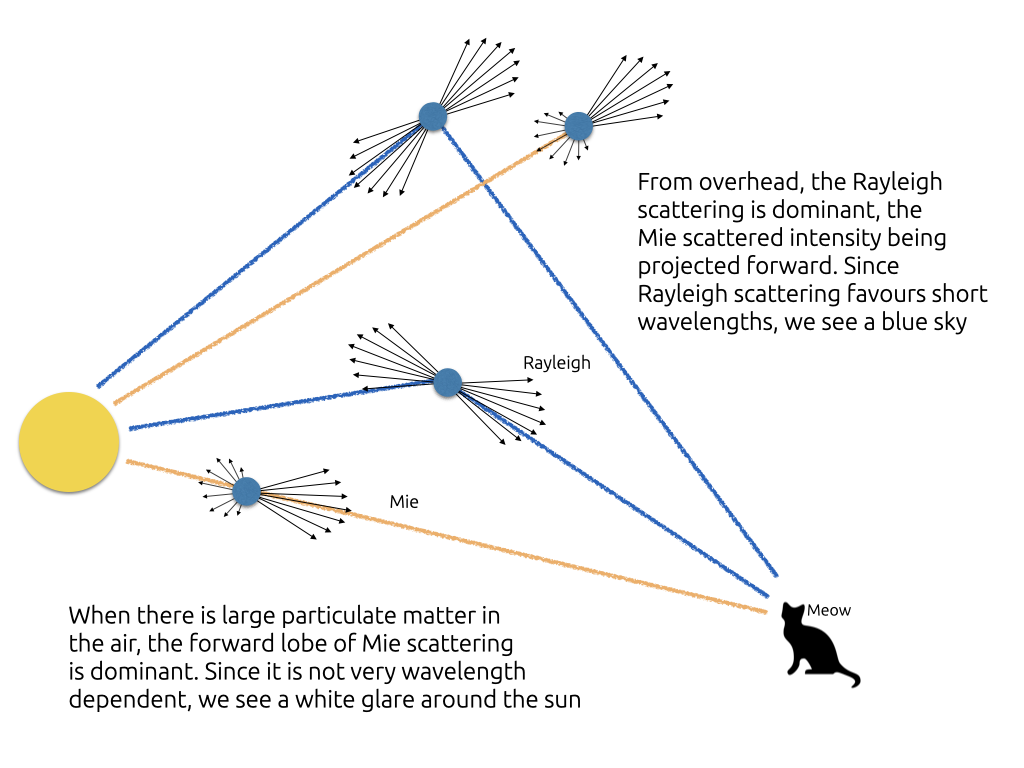 From overhead, the Rayleigh
scattering is dominant, the
Mie scattered intensity being
projected forward. Since
Rayleigh scattering favours short
wavelengths, we see a blue sky
Rayleigh
Mie
Meow
When there is large particulate matter in
the air, the forward lobe of Mie scattering
is dominant. Since it is not very wavelength
dependent, we see a white glare around the sun